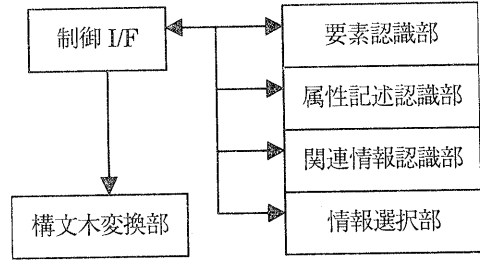 制御 I/F
要素認識部
属性記述認識部
関連情報認識部
構文木変換部
情報選択部